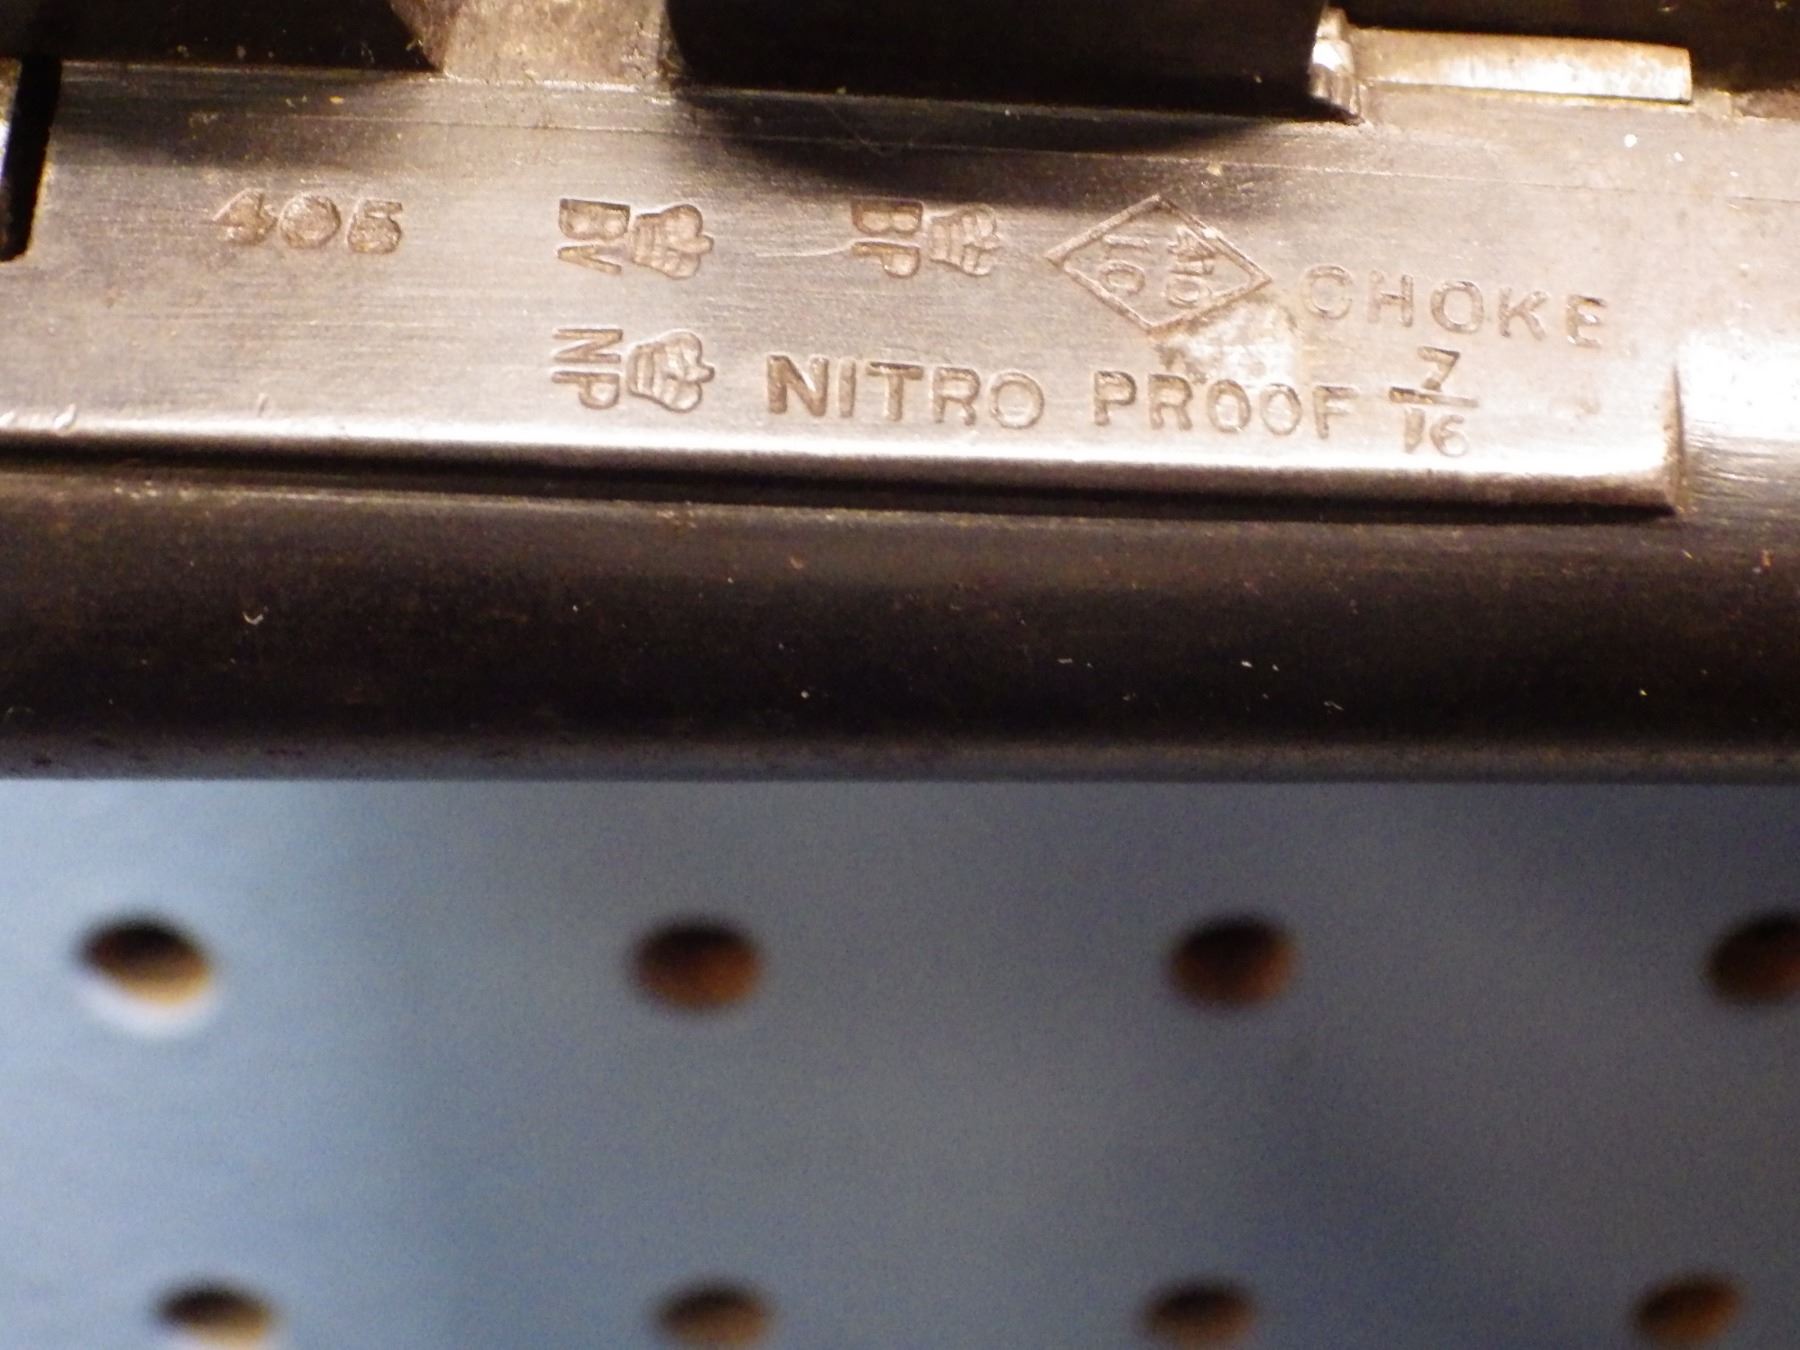 405 BV BP 410 CHOKE
NP NITRO PROOF 7/16